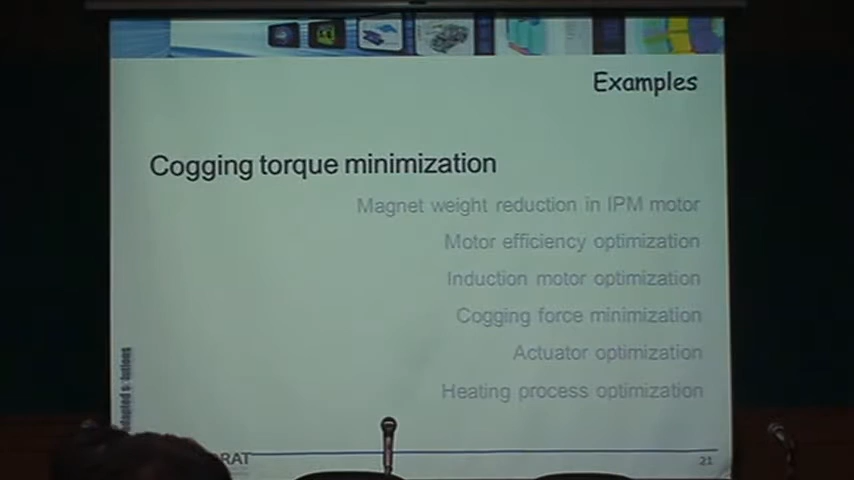 Examples
Cogging torque minimization
Magnet weight reduction in IPM motor
Motor efficiency optimization
Induction motor optimization
Cogging force minimization
Actuator optimization
Heating process optimization
RAT
21